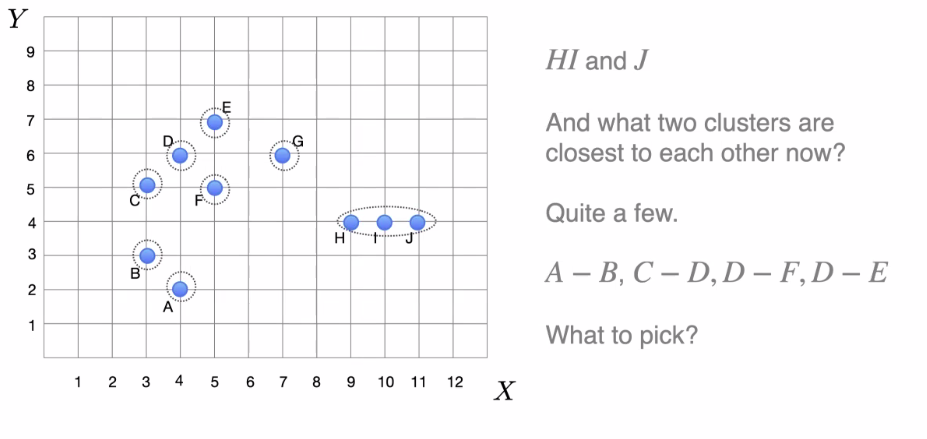 Y
9
8
7
6
5
4
3
2
1
E
D
G
C
F
H I J
B
A
1 2 3 4 5 6 7 8 9 10 11 12
X
HI and J
And what two clusters are
closest to each other now?
Quite a few.
A – B, C – D, D – F, D – E
What to pick?